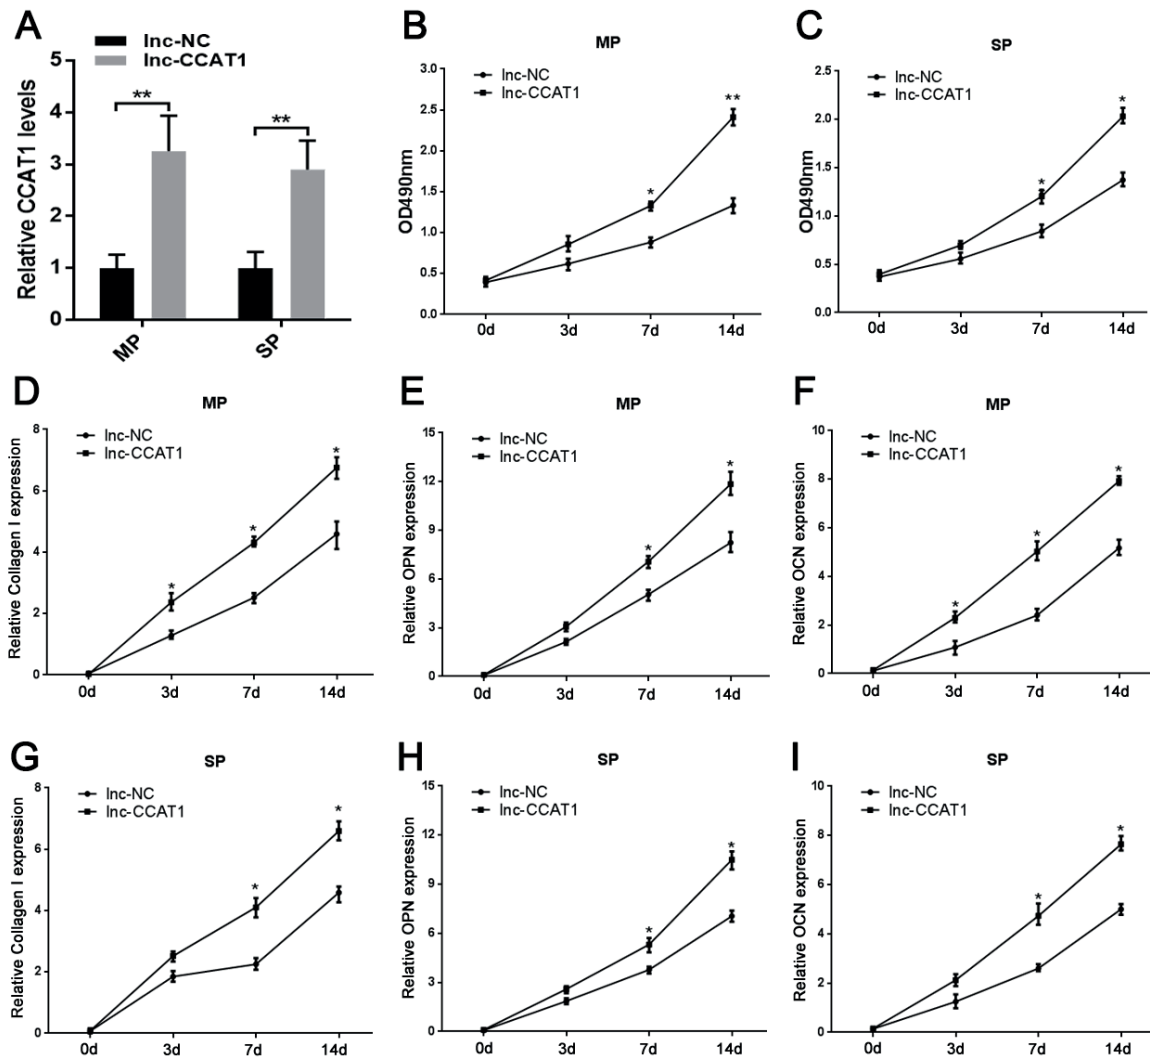 A
lnc-NC
lnc-CCAT1
Relative CCAT1 levels
5
4
3
2
1
0
**
**
MP
SP
B
MP
lnc-NC
lnc-CCAT1
OD490nm
3.0
2.5
2.0
1.5
1.0
0.5
0.0
*
**
0d 3d 7d 14d
C
SP
lnc-NC
lnc-CCAT1
OD490nm
2.5
2.0
1.5
1.0
0.5
0.0
*
*
0d 3d 7d 14d
D
MP
lnc-NC
lnc-CCAT1
Relative Collagen I expression
8
6
4
2
0
*
*
*
0d 3d 7d 14d
E
MP
lnc-NC
lnc-CCAT1
Relative OPN expression
15
12
9
6
3
0
*
*
0d 3d 7d 14d
F
MP
lnc-NC
lnc-CCAT1
Relative OCN expression
10
8
6
4
2
0
*
*
*
0d 3d 7d 14d
G
SP
lnc-NC
lnc-CCAT1
Relative Collagen I expression
8
6
4
2
0
*
*
0d 3d 7d 14d
H
SP
lnc-NC
lnc-CCAT1
Relative OPN expression
15
12
9
6
3
0
*
*
0d 3d 7d 14d
I
SP
lnc-NC
lnc-CCAT1
Relative OCN expression
10
8
6
4
2
0
*
*
0d 3d 7d 14d